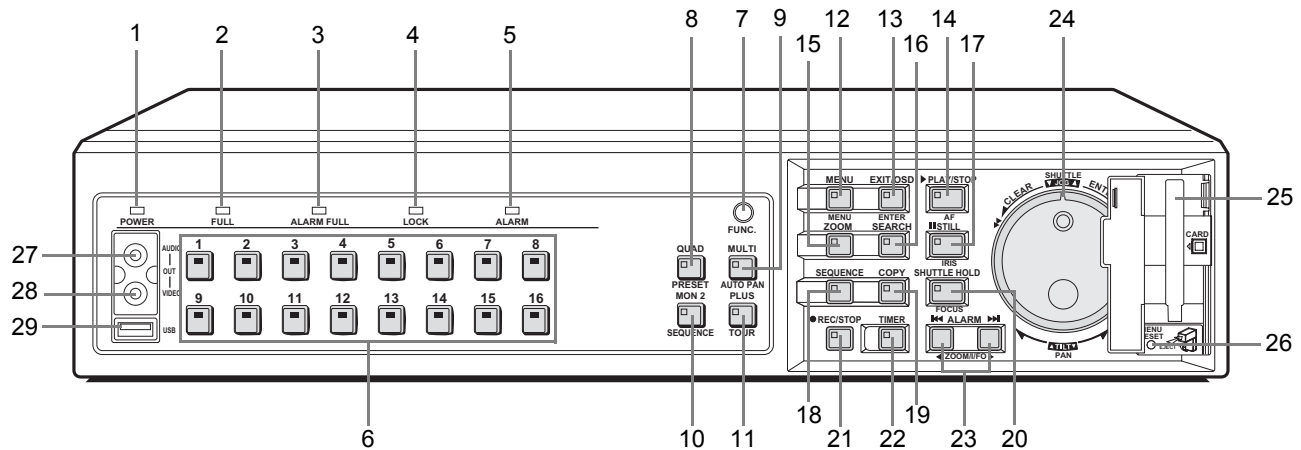 1 2 3 4 5 8 7 9 12 13 14 24
15 16 17
POWER FULL ALARM FULL LOCK ALARM FUNC.
27 28 29
AUDIO
OUT
VIDEO
USB
1 2 3 4 5 6 7 8
9 10 11 12 13 14 15 16
QUAD MULTI
PRESET AUTO PAN
MON 2 PLUS
SEQUENCE TOUR
MENU EXIT/OSD ▶PLAY/STOP
MENU ENTER AF
ZOOM SEARCH STILL
IRIS
SEQUENCE COPY SHUTTLE HOLD
FOCUS
●REC/STOP TIMER ALARM
ZOOM/I/FO
CLEAR SHUTTLE
JOG
PAN
CARD
EJECT
25
26
6 10 11 18 21 22 19 23 20